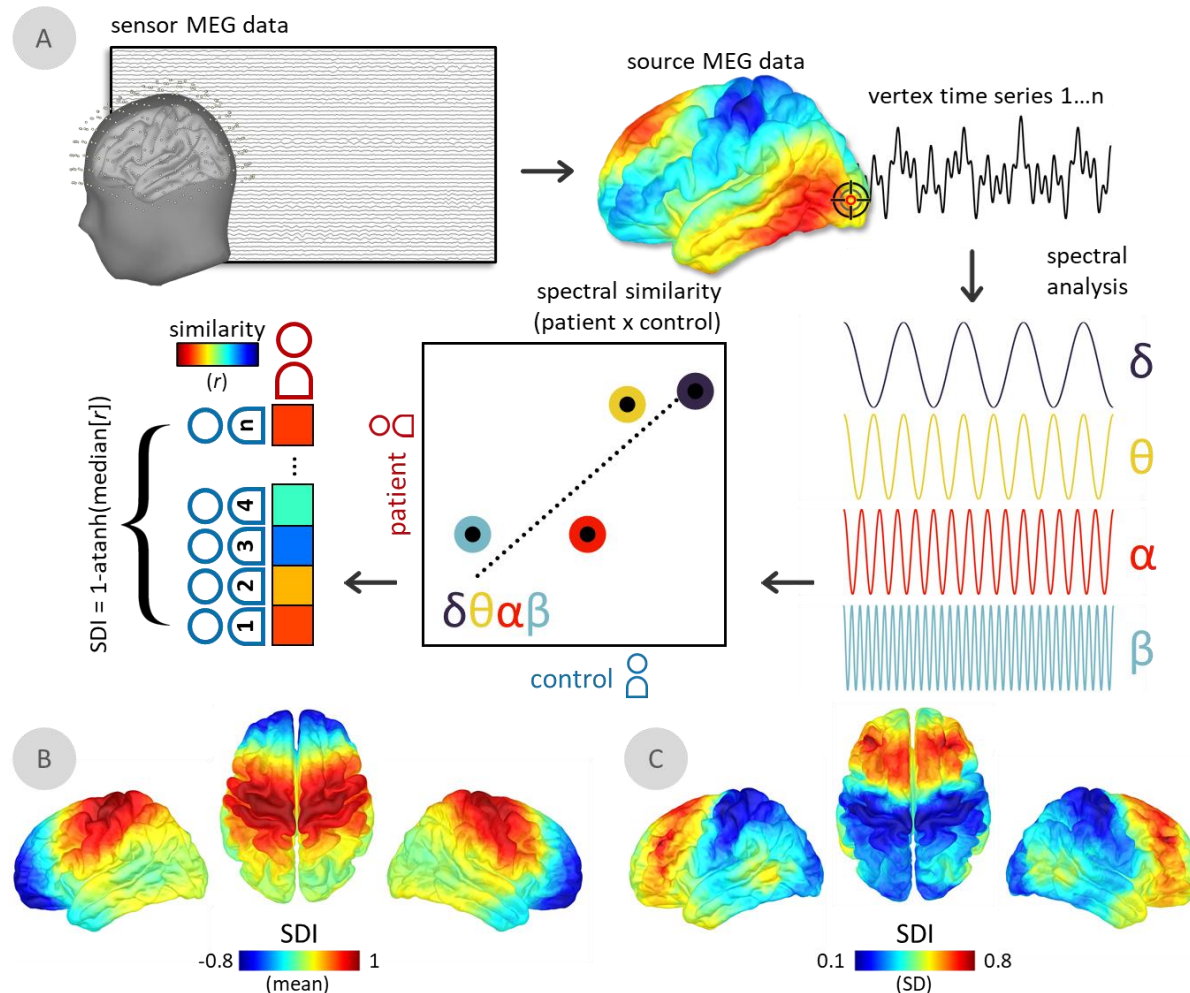 A
sensor MEG data
source MEG data
vertex time series 1...n
spectral
analysis
δ
θ
α
β
spectral similarity
(patient x control)
patient
δθαβ
control
similarity
(r)
n
...
4
3
2
1
SDI = 1-atanh(median[r])
B
SDI
-0.8 1
(mean)
C
SDI
0.1 0.8
(SD)